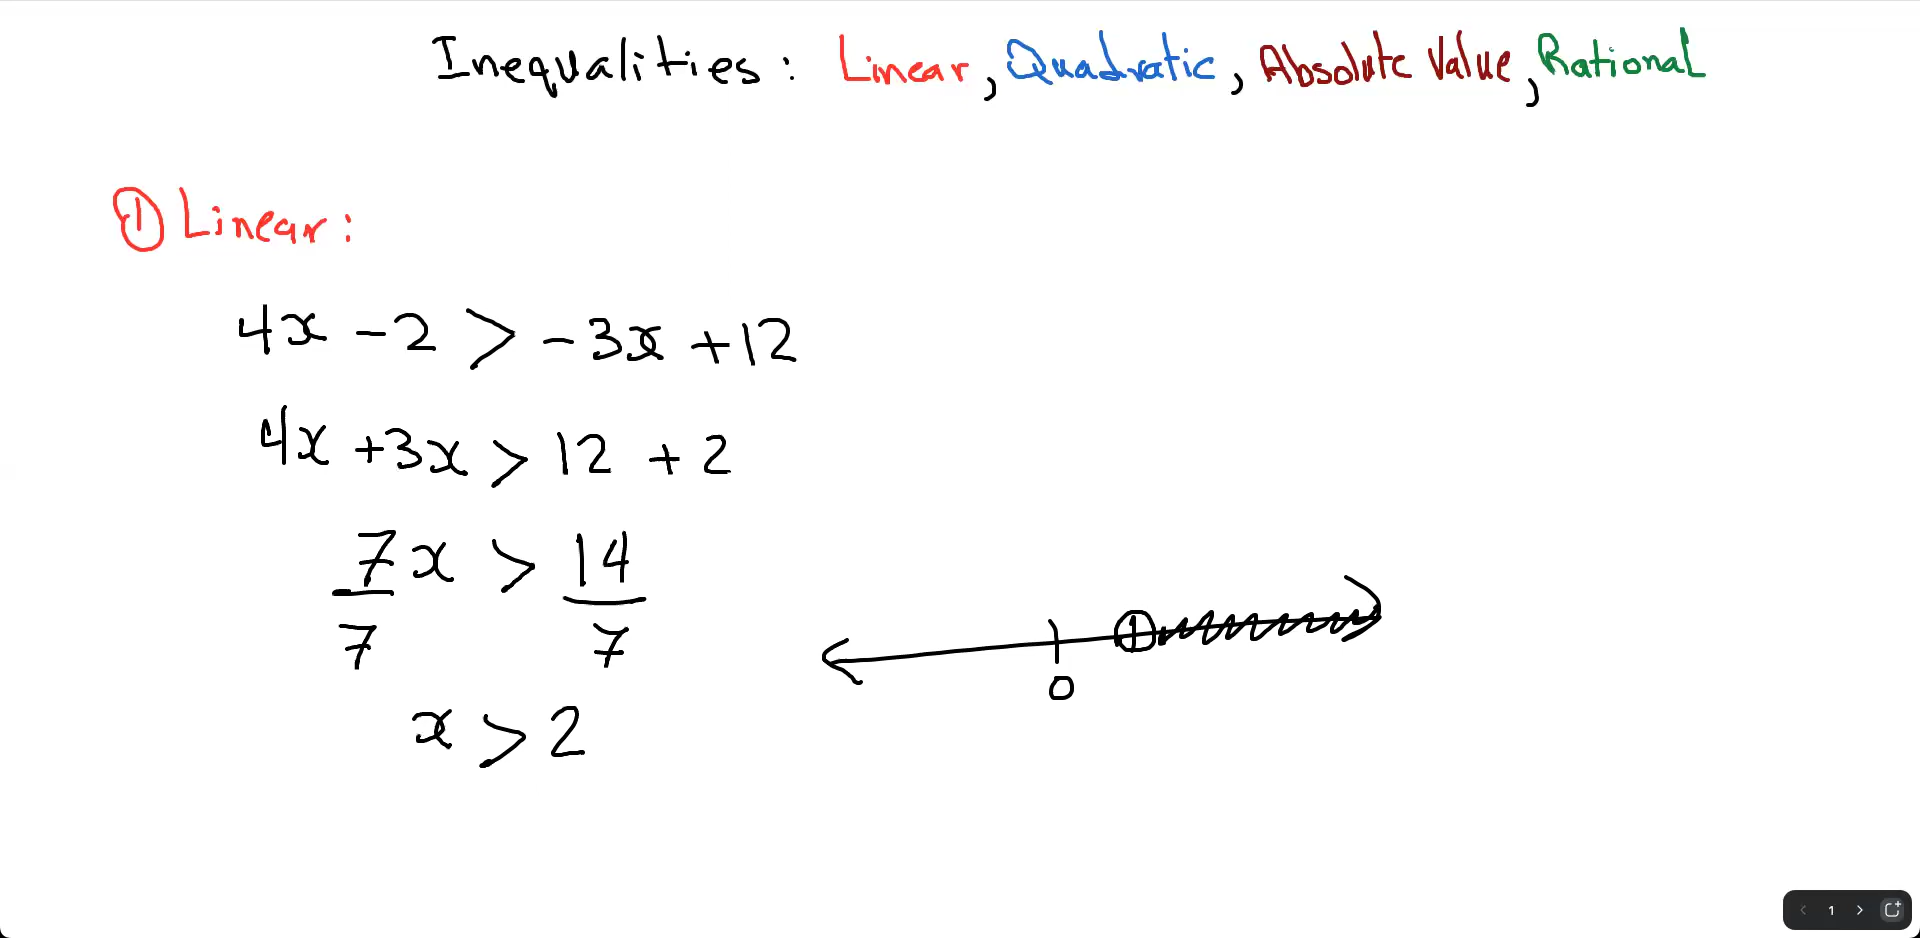 Inequalities: Linear, Quadratic, Absolute Value, Rational
① Linear:
4x - 2 > -3x + 12
4x + 3x > 12 + 2
7x > 14
7 7
x > 2
0
1